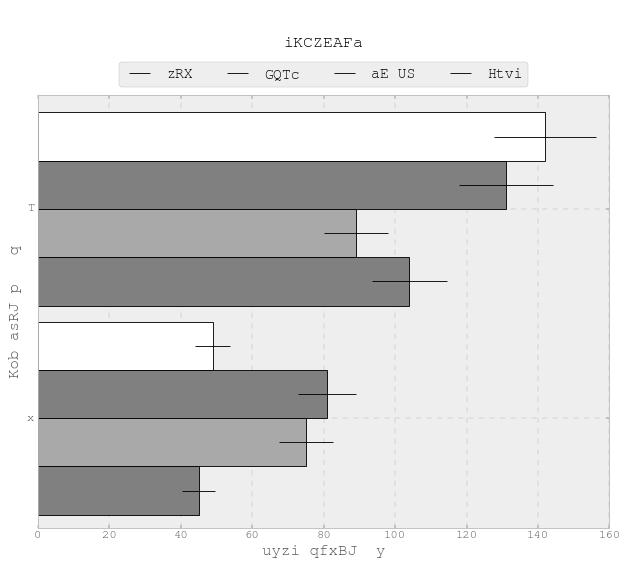 iKCZEAFa
zRX GQTc aE US Htvi
T
x
Kob asRJ p  q
0 20 40 60 80 100 120 140 160
uyzi qfxBJ  y